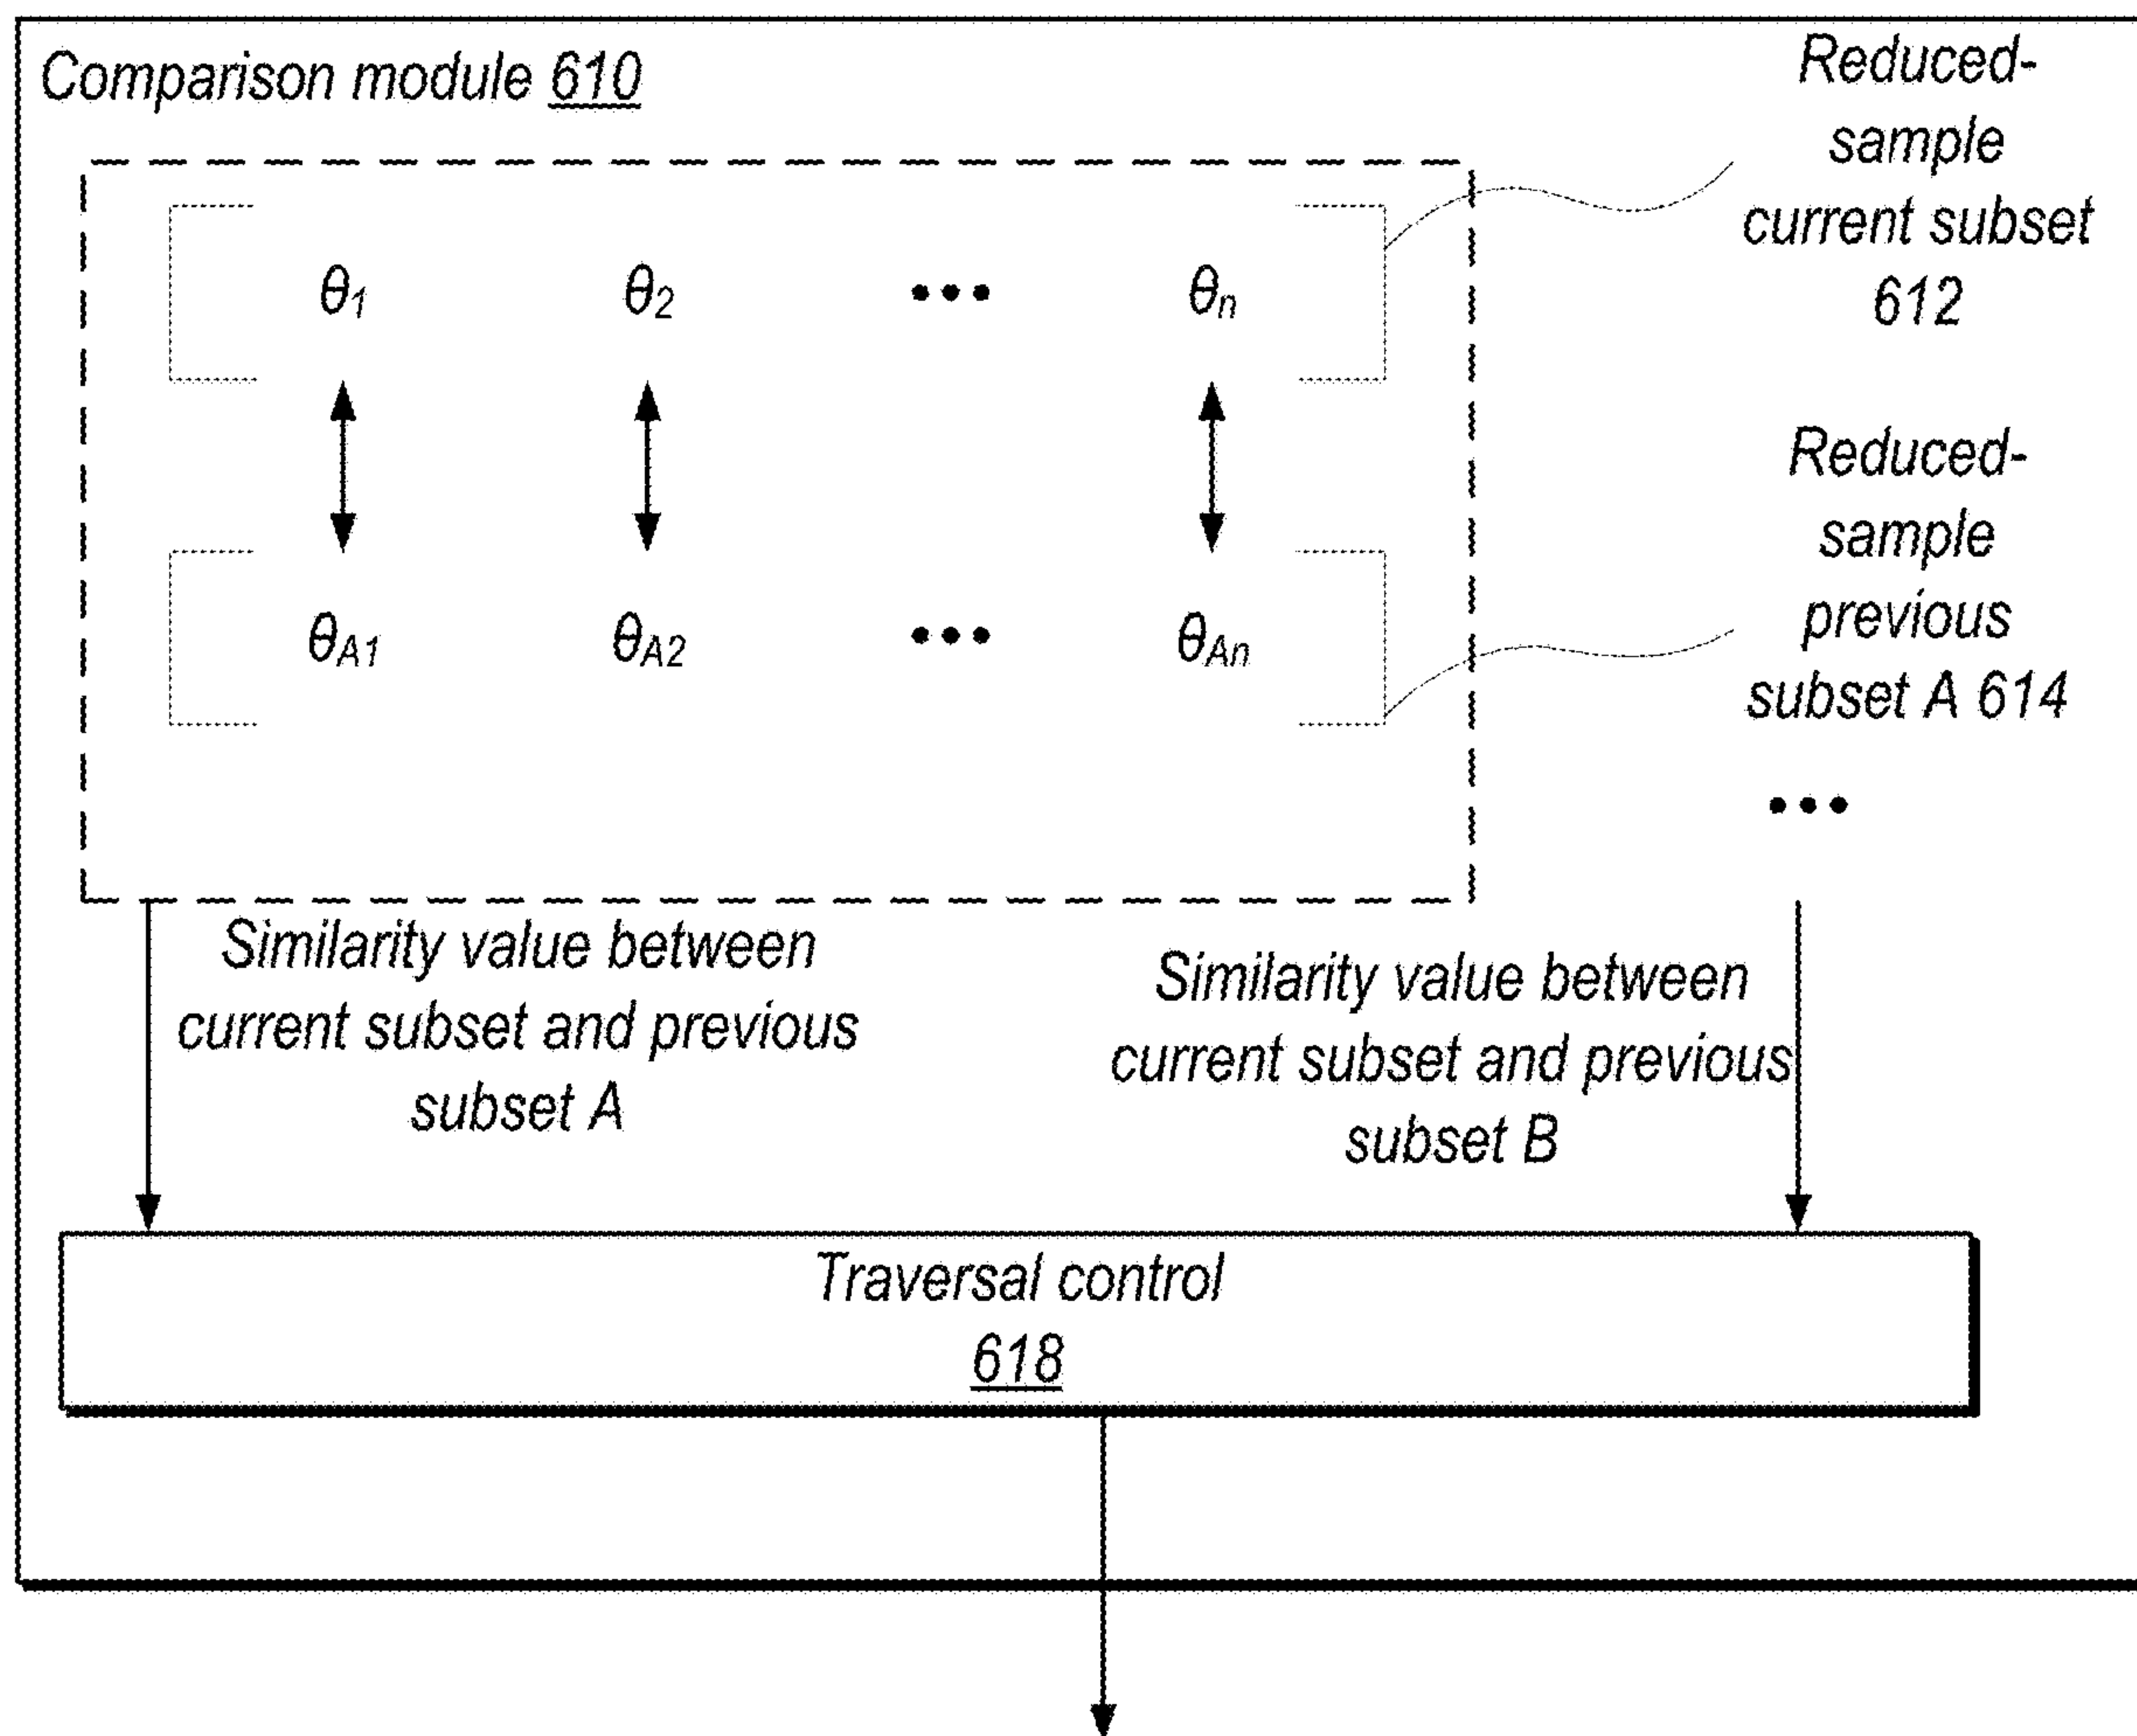 Comparison module 610
Reduced-
sample
current subset
612
θ1 θ2 ••• θn
Reduced-
sample
previous
subset A 614
θA1 θA2 ••• θAn
•••
Similarity value between
current subset and previous
subset A
Similarity value between
current subset and previous
subset B
Traversal control
618